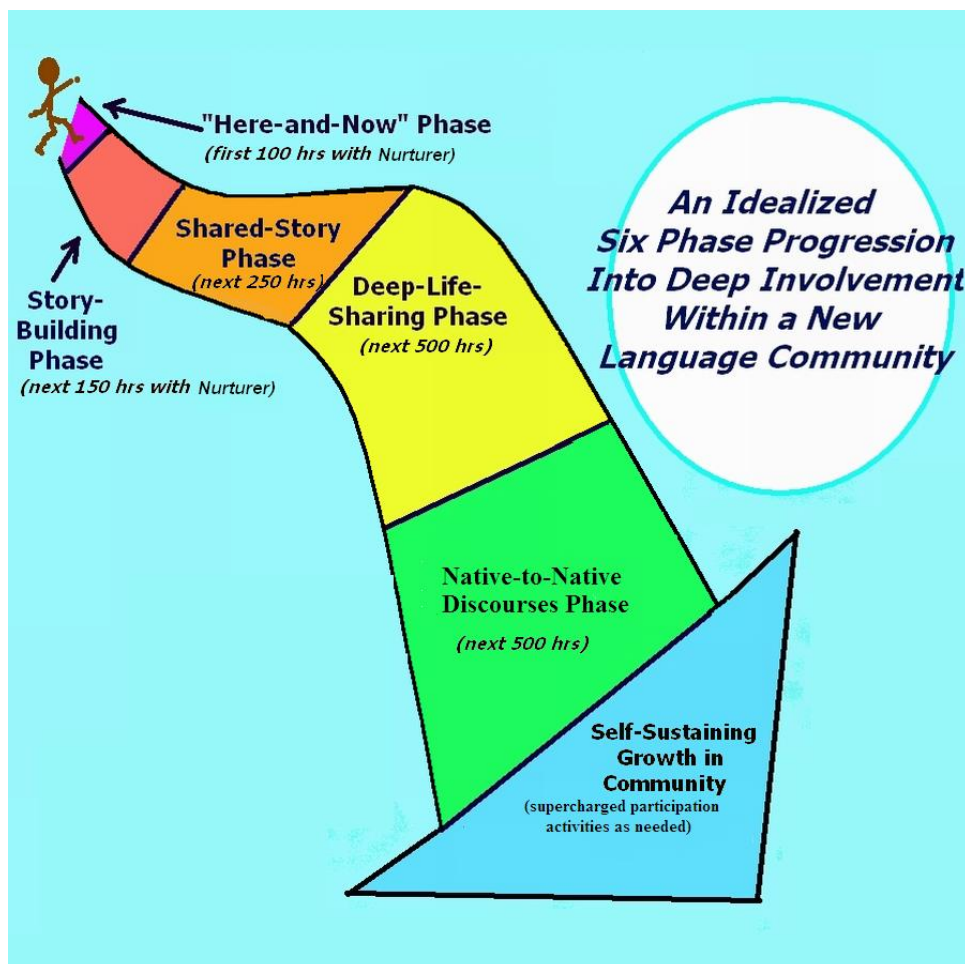 "Here-and-Now" Phase
(first 100 hrs with Nurturer)
Story-
Building
Phase
(next 150 hrs with Nurturer)
Shared-Story
Phase
(next 250 hrs)
Deep-Life-
Sharing Phase
(next 500 hrs)
Native-to-Native
Discourses Phase
(next 500 hrs)
Self-Sustaining
Growth in
Community
(supercharged participation
activities as needed)
An Idealized
Six Phase Progression
Into Deep Involvement
Within a New
Language Community